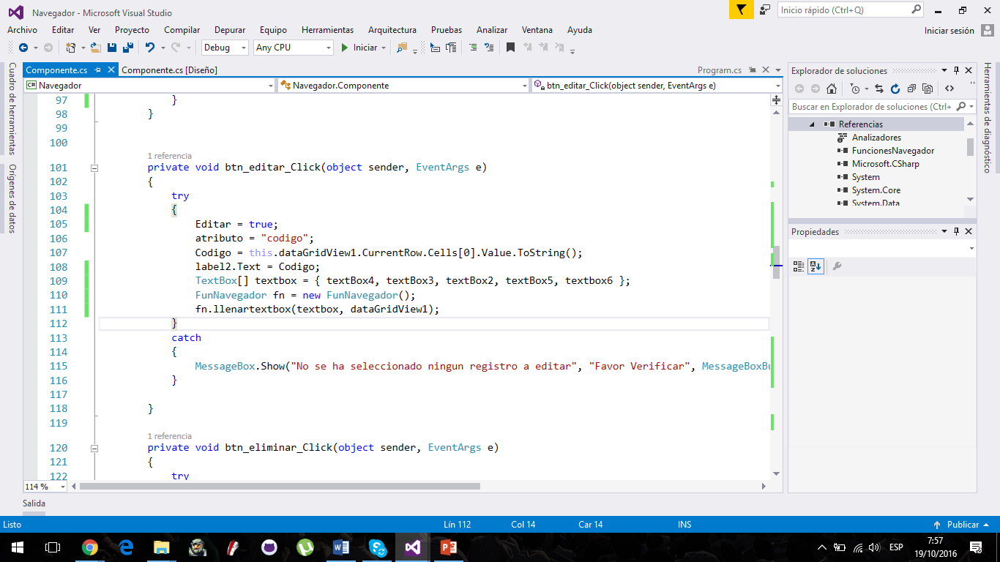 Navegador - Microsoft Visual Studio
Inicio rápido (Ctrl+Q)
Archivo Editar Ver Proyecto Compilar Depurar Equipo Herramientas Arquitectura Pruebas Analizar Ventana Ayuda
Iniciar sesión
Debug Any CPU Iniciar
Cuadro de herramientas
Orígenes de datos
Componente.cs Componente.cs [Diseño] Program.cs
C# Navegador Navegador.Componente btn_editar_Click(object sender, EventArgs e)
97 }
98 }
99
100
1 referencia
101 private void btn_editar_Click(object sender, EventArgs e)
102 {
103 try
104 {
105 Editar = true;
106 atributo = "codigo";
107 Codigo = this.dataGridView1.CurrentRow.Cells[0].Value.ToString();
108 label2.Text = Codigo;
109 TextBox[] textbox = { textBox4, textBox3, textBox2, textBox5, textbox6 };
110 FunNavegador fn = new FunNavegador();
111 fn.llenartextbox(textbox, dataGridView1);
112 }
113 catch
114 {
115 MessageBox.Show("No se ha seleccionado ningun registro a editar", "Favor Verificar", MessageBoxBu
116 }
117
118 }
119
1 referencia
120 private void btn_eliminar_Click(object sender, EventArgs e)
121 {
122 try
114 %
Explorador de soluciones
Buscar en Explorador de soluciones (Ctrl+
Referencias
Analizadores
FuncionesNavegador
Microsoft.CSharp
System
System.Core
System.Data
Propiedades
Herramientas de diagnóstico
Salida
Listo Lín 112 Col 14 Car 14 INS Publicar
ESP
7:57
19/10/2016